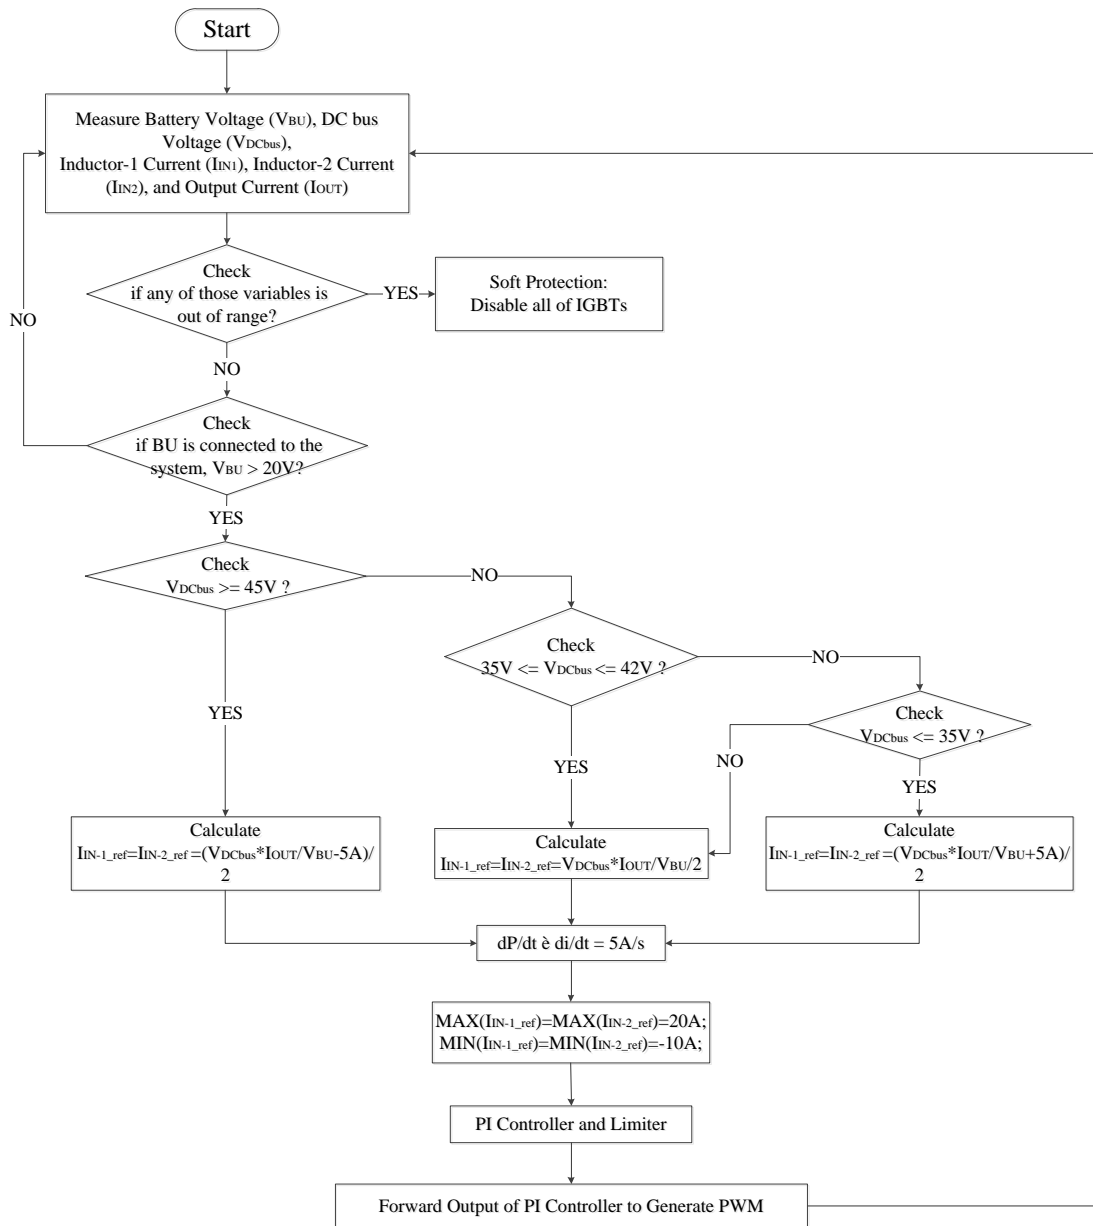 Start
Measure Battery Voltage (VBU), DC bus
Voltage (VDCbus),
Inductor-1 Current (IIN1), Inductor-2 Current
(IIN2), and Output Current (IOUT)
Check
if any of those variables is
out of range?
YES
Soft Protection:
Disable all of IGBTs
NO
NO
Check
if BU is connected to the
system, VBU > 20V?
YES
Check
VDCbus >= 45V ?
NO
Check
35V <= VDCbus <= 42V ?
NO
Check
VDCbus <= 35V ?
YES
NO
YES
YES
Calculate
IIN-1_ref=IIN-2_ref =(VDCbus*IOUT/VBU-5A)/
2
Calculate
IIN-1_ref=IIN-2_ref=VDCbus*IOUT/VBU/2
Calculate
IIN-1_ref=IIN-2_ref =(VDCbus*IOUT/VBU+5A)/
2
dP/dt è di/dt = 5A/s
MAX(IIN-1_ref)=MAX(IIN-2_ref)=20A;
MIN(IIN-1_ref)=MIN(IIN-2_ref)=-10A;
PI Controller and Limiter
Forward Output of PI Controller to Generate PWM